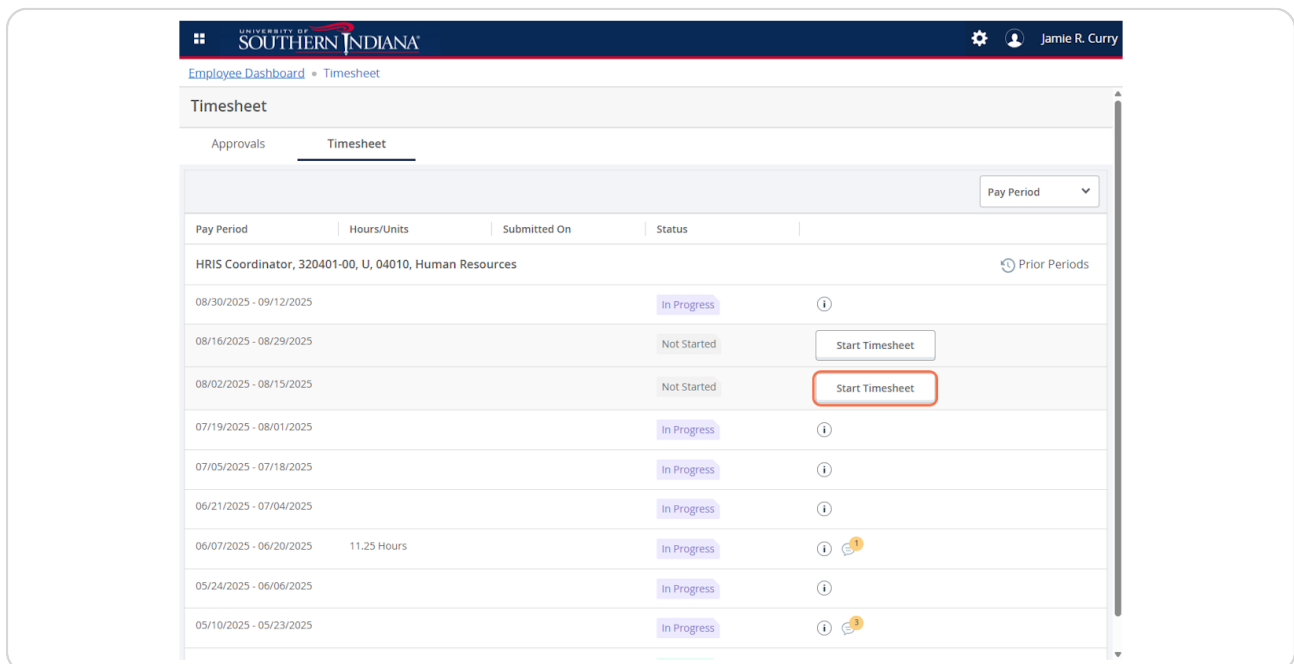 UNIVERSITY OF
SOUTHERN INDIANA
Jamie R. Curry
Employee Dashboard • Timesheet
Timesheet
Approvals Timesheet
Pay Period
Pay Period Hours/Units Submitted On Status
HRIS Coordinator, 320401-00, U, 04010, Human Resources Prior Periods
08/30/2025 - 09/12/2025 In Progress
08/16/2025 - 08/29/2025 Not Started Start Timesheet
08/02/2025 - 08/15/2025 Not Started Start Timesheet
07/19/2025 - 08/01/2025 In Progress
07/05/2025 - 07/18/2025 In Progress
06/21/2025 - 07/04/2025 In Progress
06/07/2025 - 06/20/2025 11.25 Hours In Progress 1
05/24/2025 - 06/06/2025 In Progress
05/10/2025 - 05/23/2025 In Progress 3